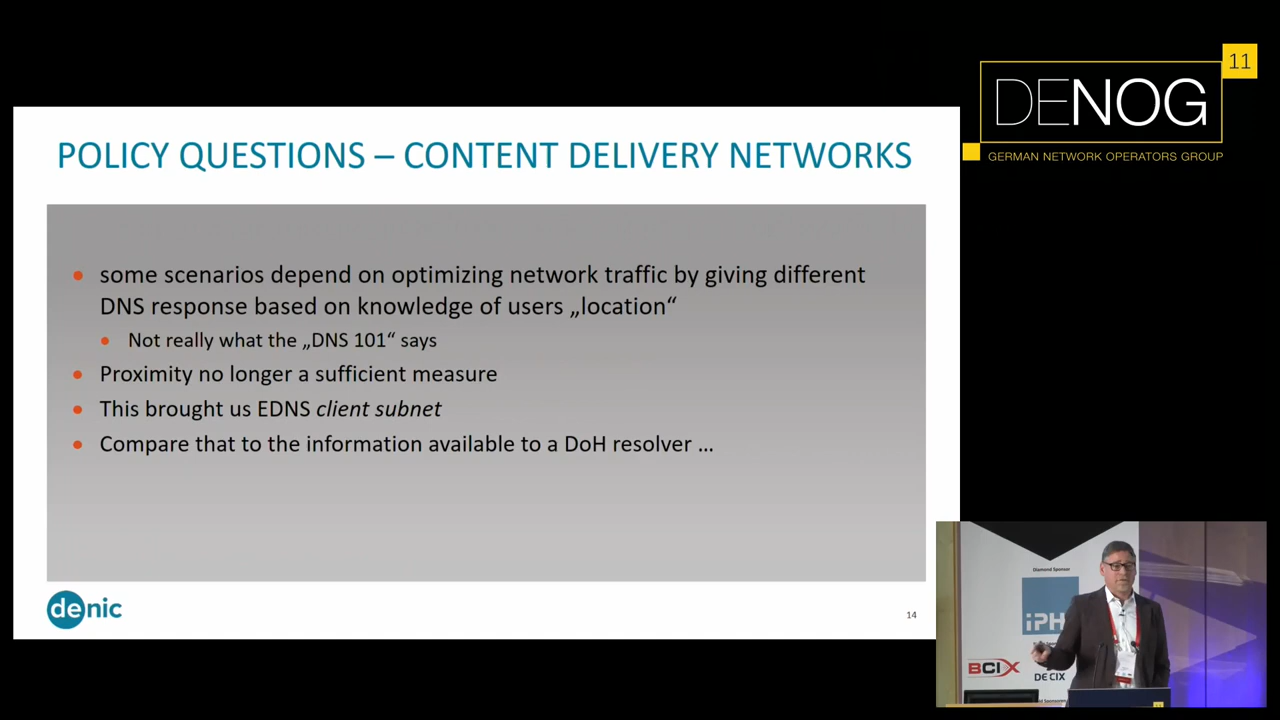 11
DENOG
GERMAN NETWORK OPERATORS GROUP
POLICY QUESTIONS – CONTENT DELIVERY NETWORKS
some scenarios depend on optimizing network traffic by giving different
DNS response based on knowledge of users „location“
Not really what the „DNS 101“ says
Proximity no longer a sufficient measure
This brought us EDNS client subnet
Compare that to the information available to a DoH resolver ...
denic
14
Diamond Sponsor
iPH
BCIX
DE CIX